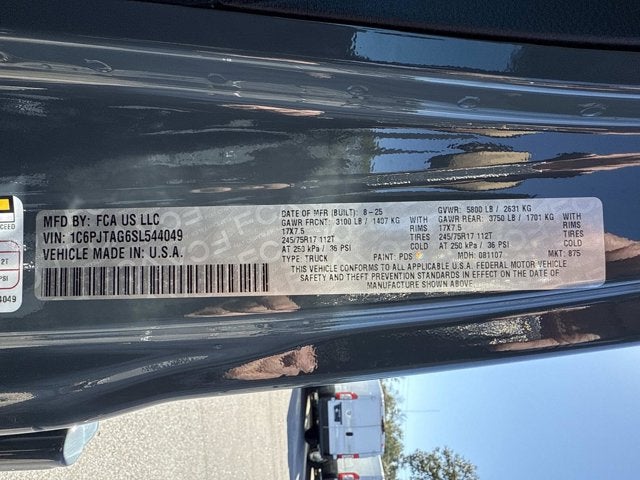 MFD BY: FCA US LLC
VIN: 1C6PJTAG6SL544049
VEHICLE MADE IN: U.S.A.
DATE OF MFR (BUILT): 8-25
GAWR FRONT: 3100 LB / 1407 KG WITH
17X7.5 RIMS
245/75R17 112T TIRES
AT 250 kPa / 36 PSI COLD
TYPE: TRUCK PAINT: PDS
GVWR: 5800 LB / 2631 KG
GAWR REAR: 3750 LB / 1701 KG WITH
17X7.5 RIMS
245/75R17 112T TIRES
AT 250 kPa / 36 PSI COLD
MDH: 081107 MKT: 875
THIS VEHICLE CONFORMS TO ALL APPLICABLE U.S.A. FEDERAL MOTOR VEHICLE
SAFETY AND THEFT PREVENTION STANDARDS IN EFFECT ON THE DATE OF
MANUFACTURE SHOWN ABOVE.
CEED
2T
PSI
4049